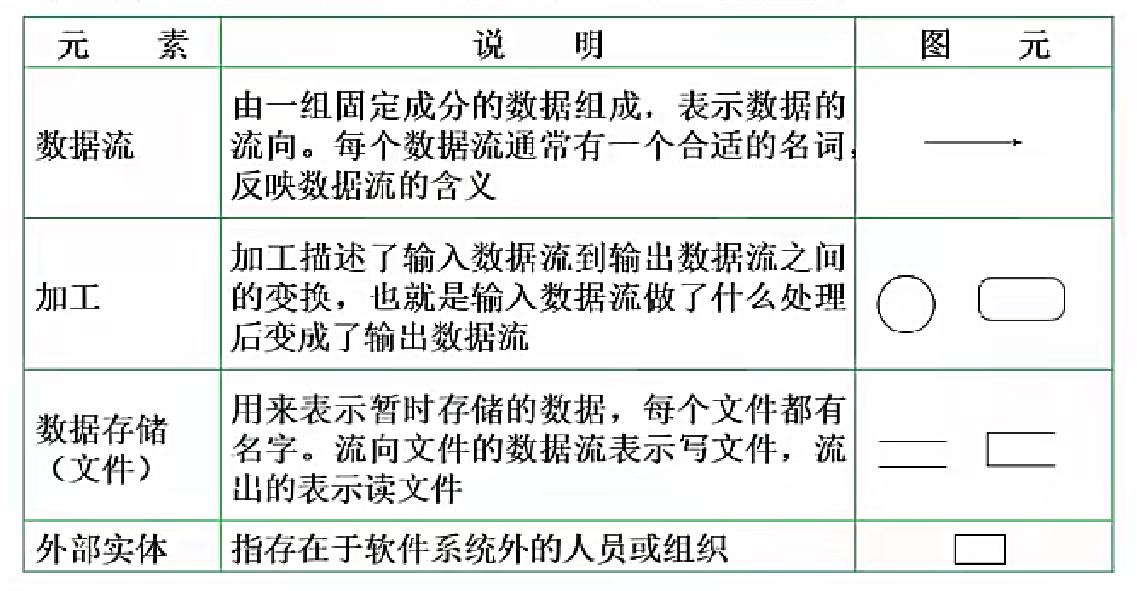 元 素 说 明 图 元
数据流
由一组固定成分的数据组成，表示数据的
流向。每个数据流通常有一个合适的名词，
反映数据流的含义
加工
加工描述了输入数据流到输出数据流之间
的变换，也就是输入数据流做了什么处理
后变成了输出数据流
数据存储
（文件）
用来表示暂时存储的数据，每个文件都有
名字。流向文件的数据流表示写文件，流
出的表示读文件
外部实体
指存在于软件系统外的人员或组织